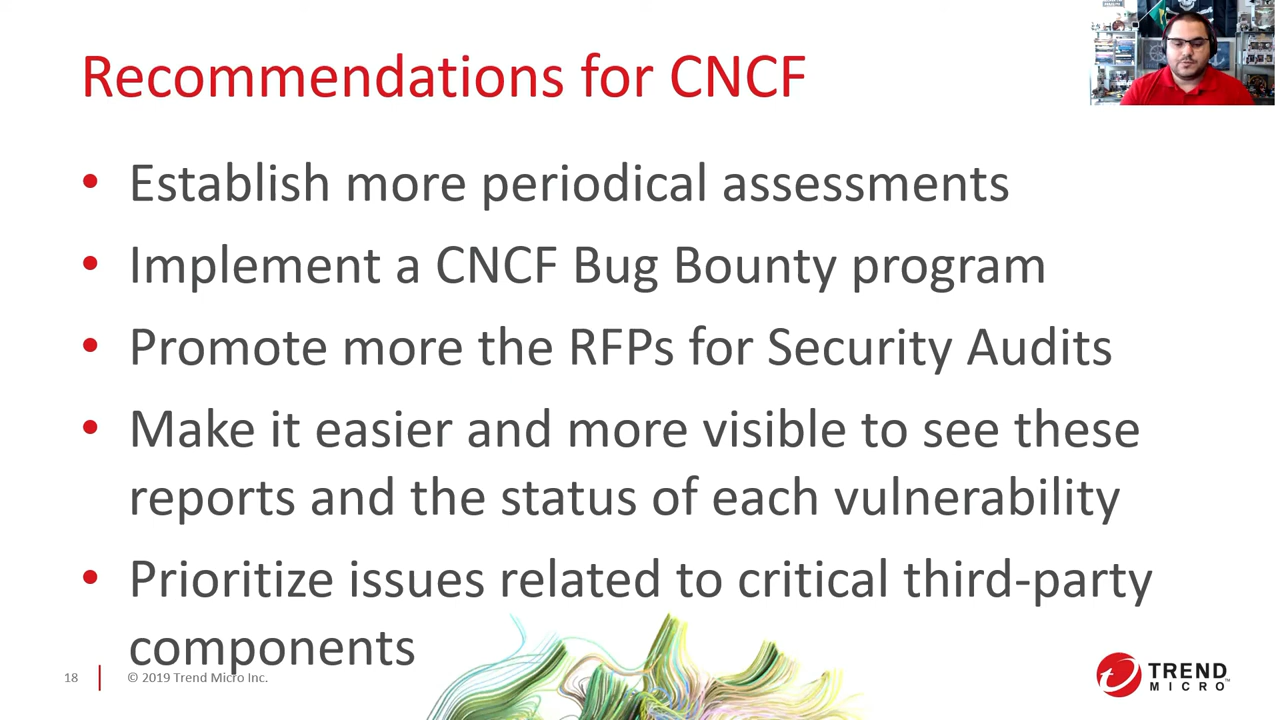 Recommendations for CNCF
• Establish more periodical assessments
• Implement a CNCF Bug Bounty program
• Promote more the RFPs for Security Audits
• Make it easier and more visible to see these
reports and the status of each vulnerability
• Prioritize issues related to critical third-party
components
18
© 2019 Trend Micro Inc.
TREND
MICRO™